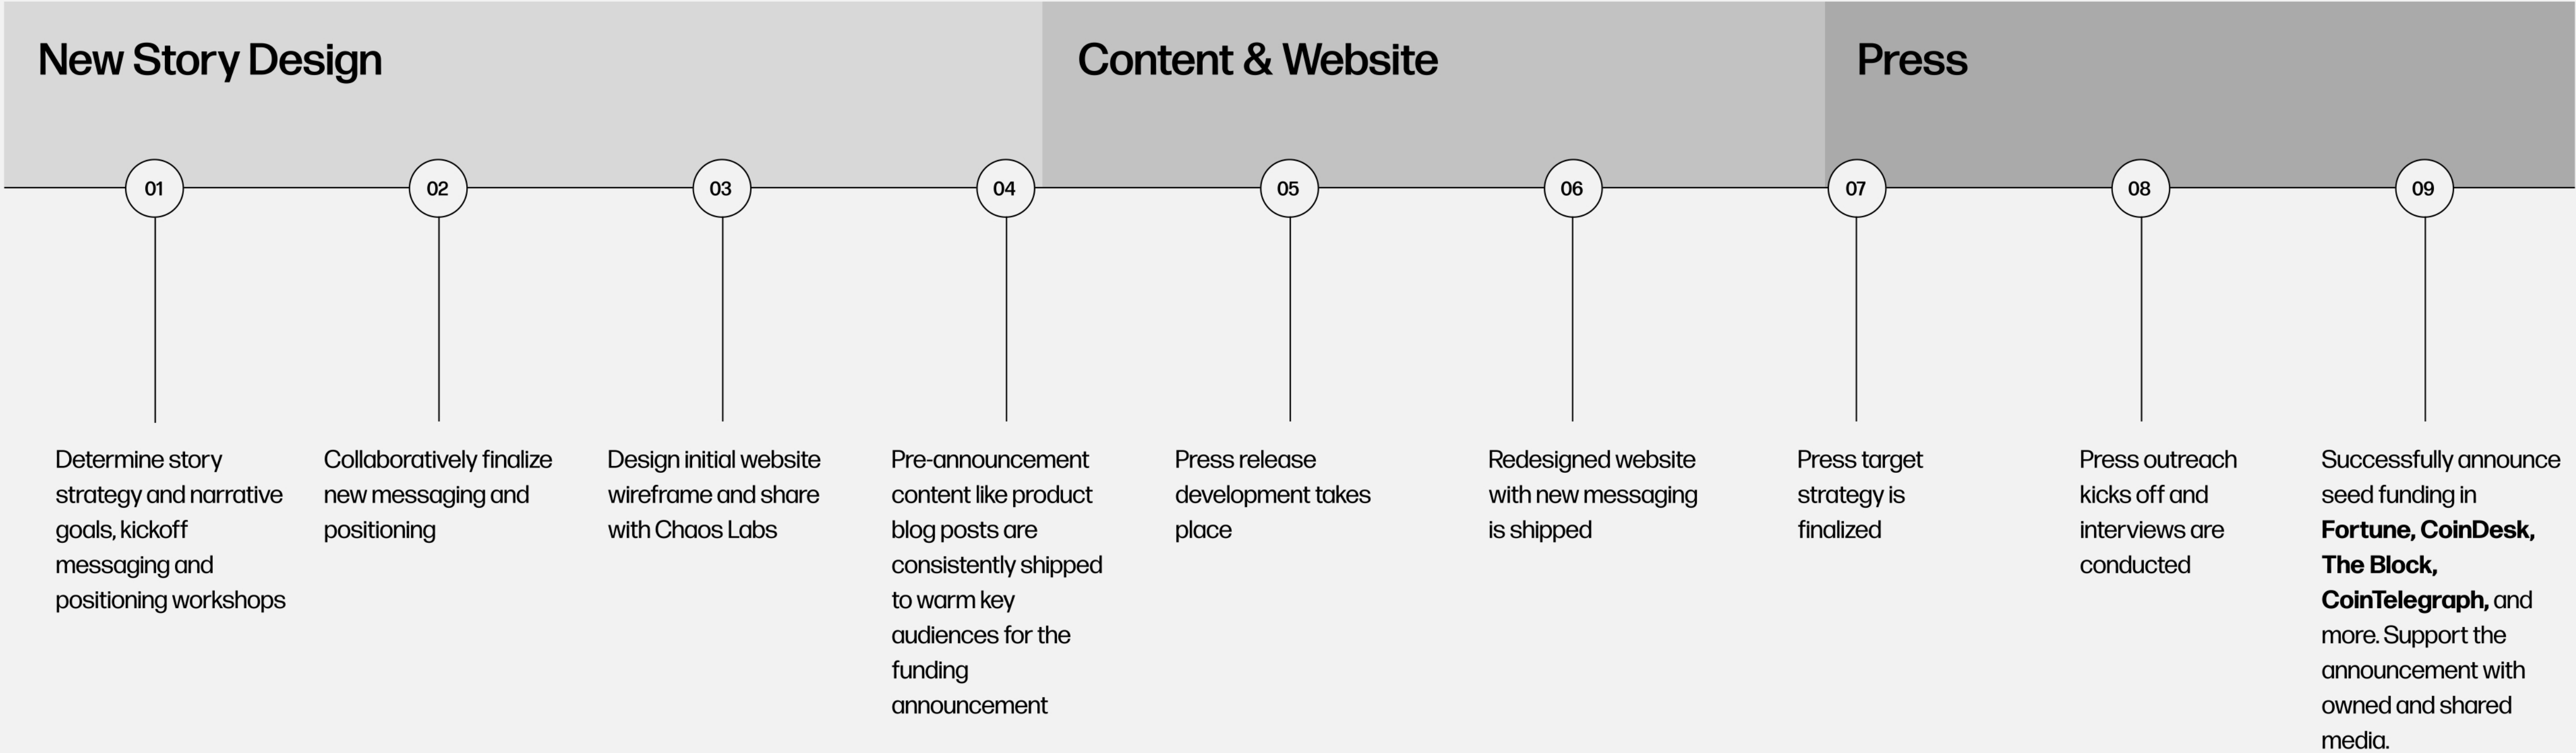 New Story Design
Content & Website
Press
01
02
03
04
05
06
07
08
09
Determine story
strategy and narrative
goals, kickoff
messaging and
positioning workshops
Collaboratively finalize
new messaging and
positioning
Design initial website
wireframe and share
with Chaos Labs
Pre-announcement
content like product
blog posts are
consistently shipped
to warm key
audiences for the
funding
announcement
Press release
development takes
place
Redesigned website
with new messaging
is shipped
Press target
strategy is
finalized
Press outreach
kicks off and
interviews are
conducted
Successfully announce
seed funding in
Fortune, CoinDesk,
The Block,
CoinTelegraph, and
more. Support the
announcement with
owned and shared
media.